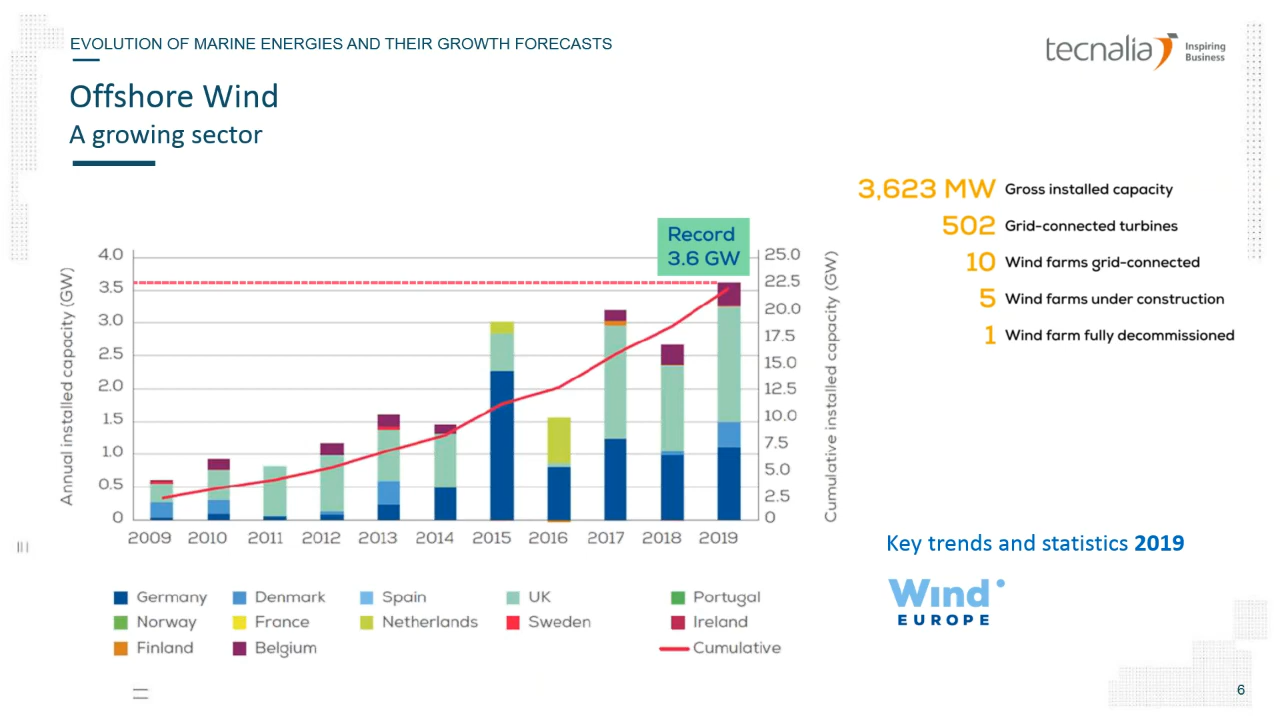 EVOLUTION OF MARINE ENERGIES AND THEIR GROWTH FORECASTS
tecnalia Inspiring
Business
Offshore Wind
A growing sector
3,623 MW Gross installed capacity
502 Grid-connected turbines
10 Wind farms grid-connected
5 Wind farms under construction
1 Wind farm fully decommissioned
Record
3.6 GW
Annual installed capacity (GW)
4.0
3.5
3.0
2.5
2.0
1.5
1.0
0.5
0
25.0
22.5
20.0
17.5
15.0
12.5
10.0
7.5
5.0
2.5
0
Cumulative installed capacity (GW)
2009 2010 2011 2012 2013 2014 2015 2016 2017 2018 2019
Germany Denmark Spain UK Portugal
Norway France Netherlands Sweden Ireland
Finland Belgium Cumulative
Key trends and statistics 2019
Wind
EUROPE
6